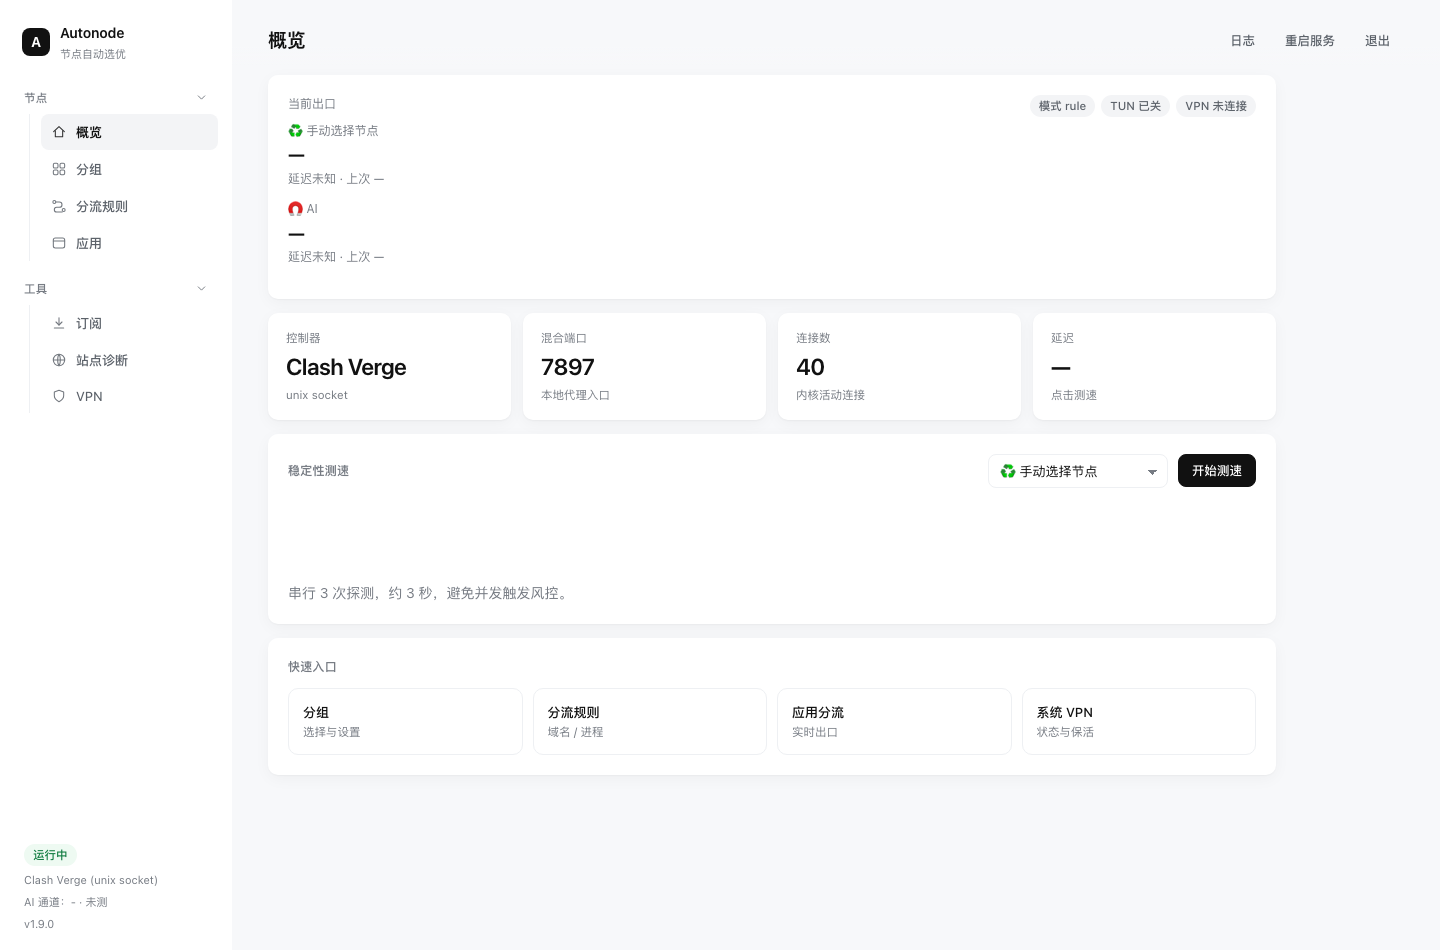 A
Autonode
节点自动选优
节点
概览
分组
分流规则
应用
工具
订阅
站点诊断
VPN
运行中
Clash Verge (unix socket)
AI 通道：- · 未测
v1.9.0
概览
日志
重启服务
退出
当前出口
模式 rule
TUN 已关
VPN 未连接
♻️ 手动选择节点
—
延迟未知 · 上次 —
🧲 AI
—
延迟未知 · 上次 —
控制器
Clash Verge
unix socket
混合端口
7897
本地代理入口
连接数
40
内核活动连接
延迟
—
点击测速
稳定性测速
♻️ 手动选择节点
开始测速
串行 3 次探测，约 3 秒，避免并发触发风控。
快速入口
分组
选择与设置
分流规则
域名 / 进程
应用分流
实时出口
系统 VPN
状态与保活